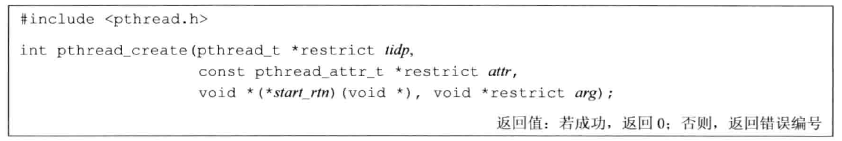 #include <pthread.h>
int pthread_create(pthread_t *restrict tidp,
const pthread_attr_t *restrict attr,
void *(*start_rtn)(void *), void *restrict arg);
返回值：若成功，返回 0；否则，返回错误编号